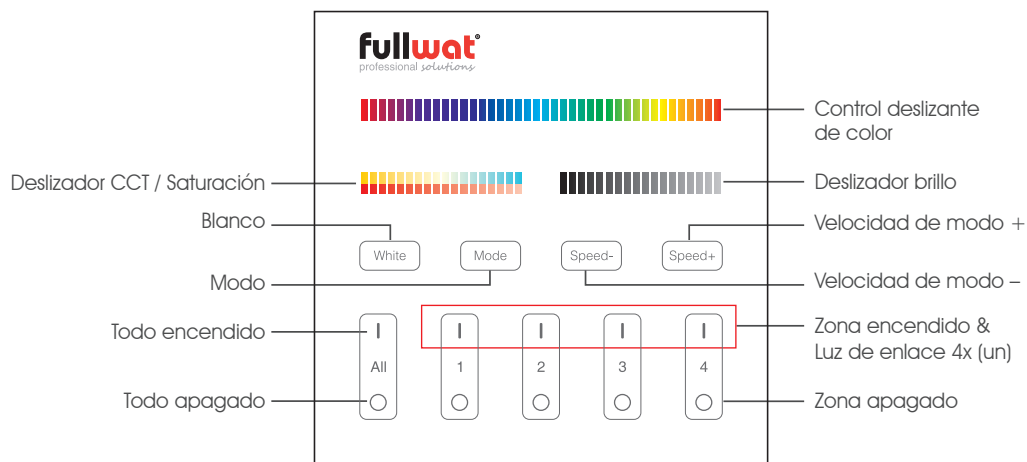 fullwat®
professional solutions
Control deslizante
de color
Deslizador CCT / Saturación
Deslizador brillo
Blanco
Velocidad de modo +
White
Mode
Speed-
Speed+
Modo
Velocidad de modo –
Todo encendido
Zona encendido &
Luz de enlace 4x (un)
All
1
2
3
4
Todo apagado
Zona apagado